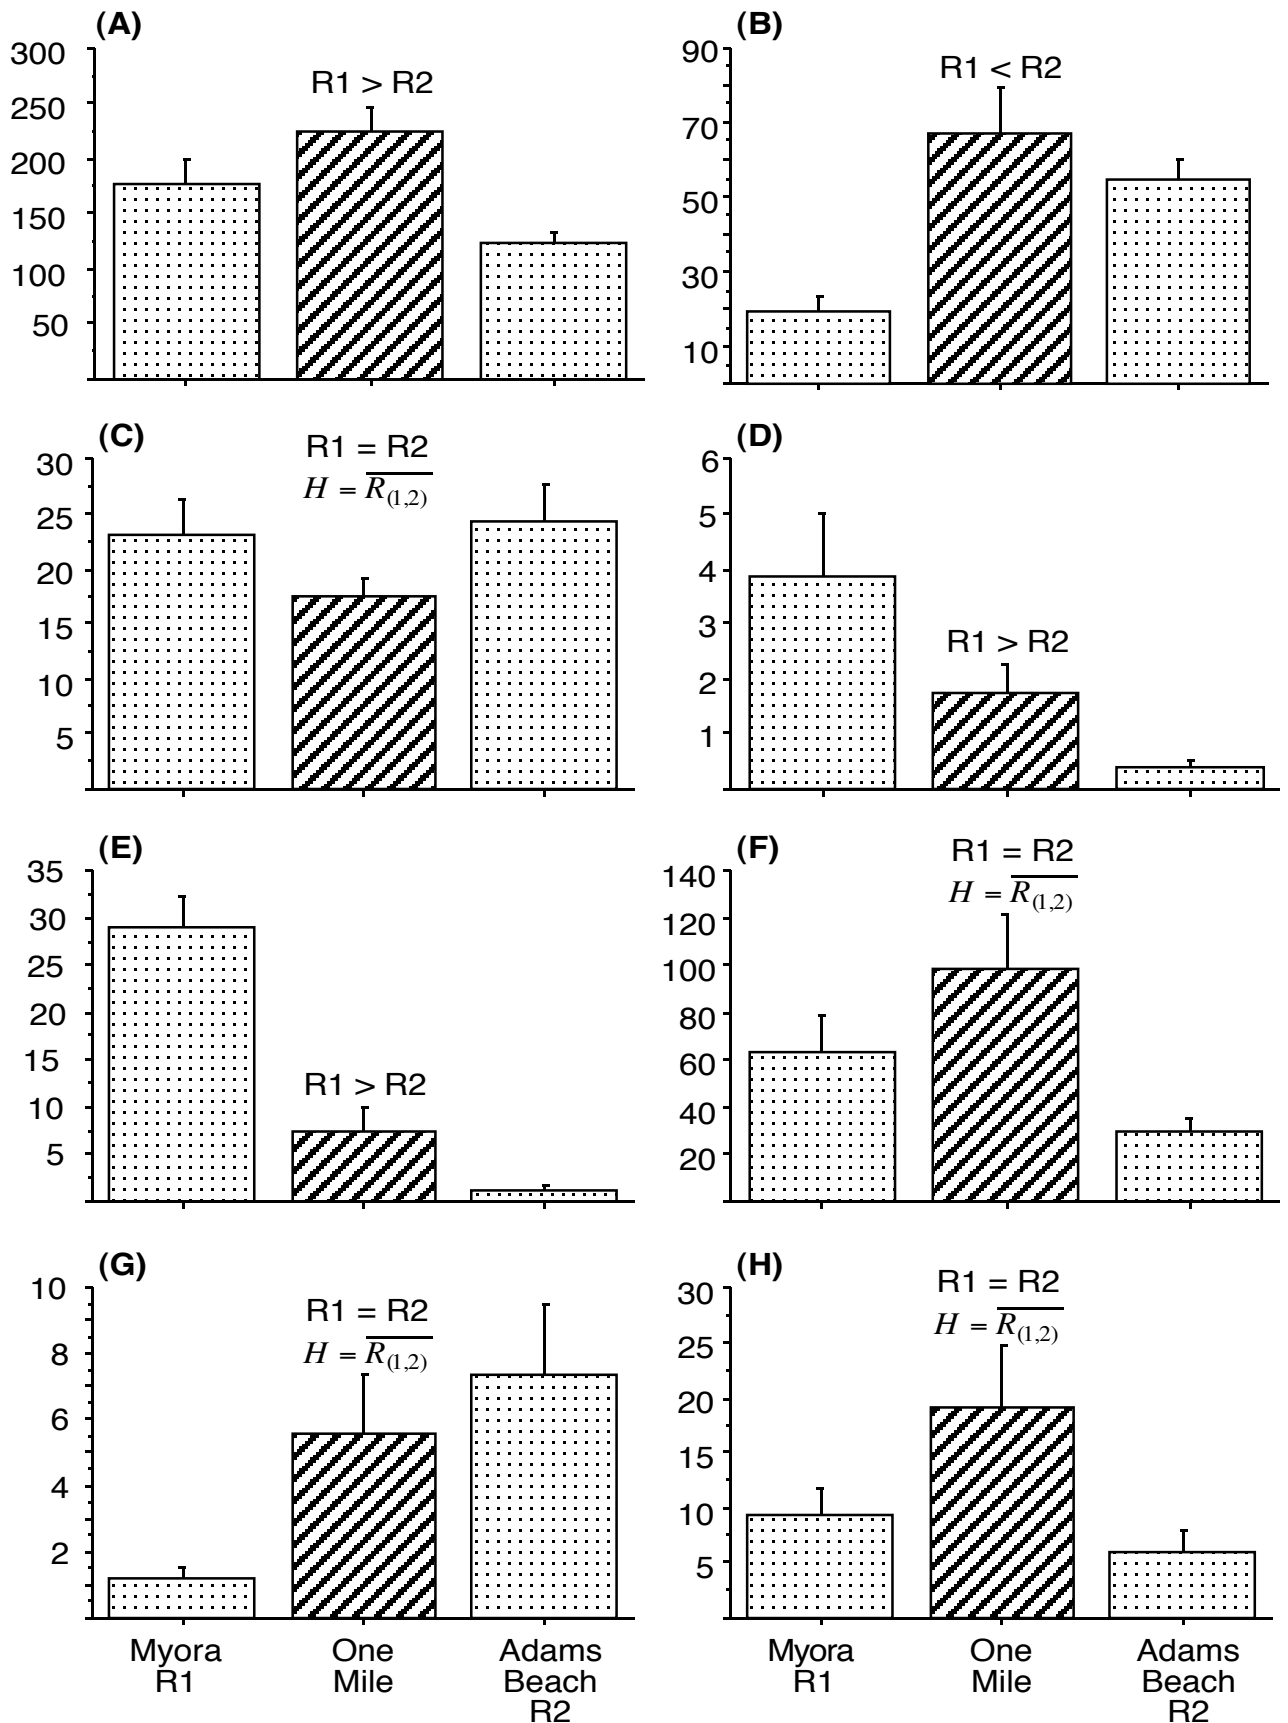 (A)
300
250
200
150
100
50
R1 > R2
(B)
90
70
50
30
10
R1 < R2
(C)
30
25
20
15
10
5
R1 = R2
H = R(1,2)
(D)
6
5
4
3
2
1
R1 > R2
(E)
35
30
25
20
15
10
5
R1 > R2
(F)
140
120
100
80
60
40
20
R1 = R2
H = R(1,2)
(G)
10
8
6
4
2
R1 = R2
H = R(1,2)
Myora
R1
One
Mile
Adams
Beach
R2
(H)
30
25
20
15
10
5
R1 = R2
H = R(1,2)
Myora
R1
One
Mile
Adams
Beach
R2